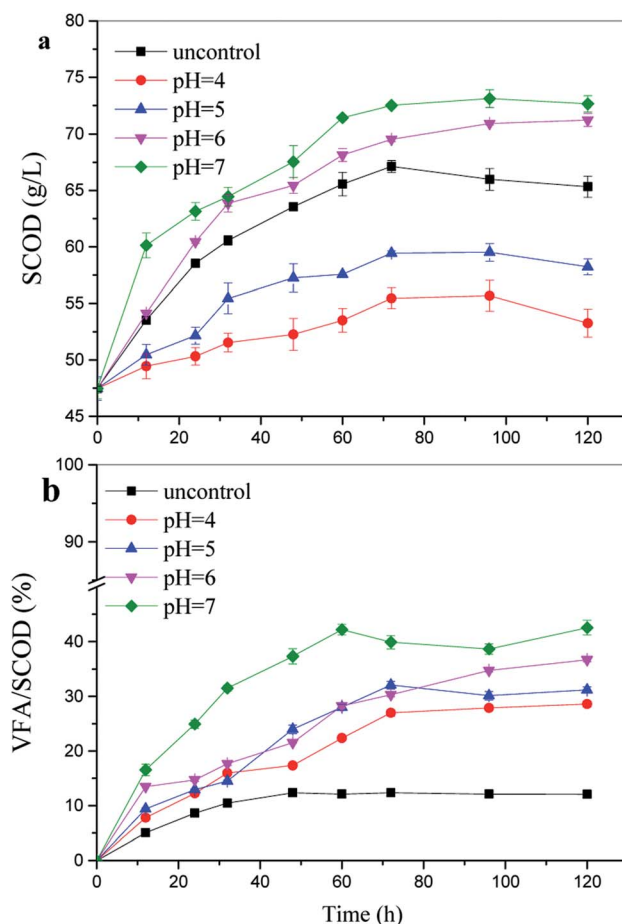 a
uncontrol
pH=4
pH=5
pH=6
pH=7
SCOD (g/L)
80
75
70
65
60
55
50
45
0 20 40 60 80 100 120
b
uncontrol
pH=4
pH=5
pH=6
pH=7
VFA/SCOD (%)
100
90
40
30
20
10
0
0 20 40 60 80 100 120
Time (h)